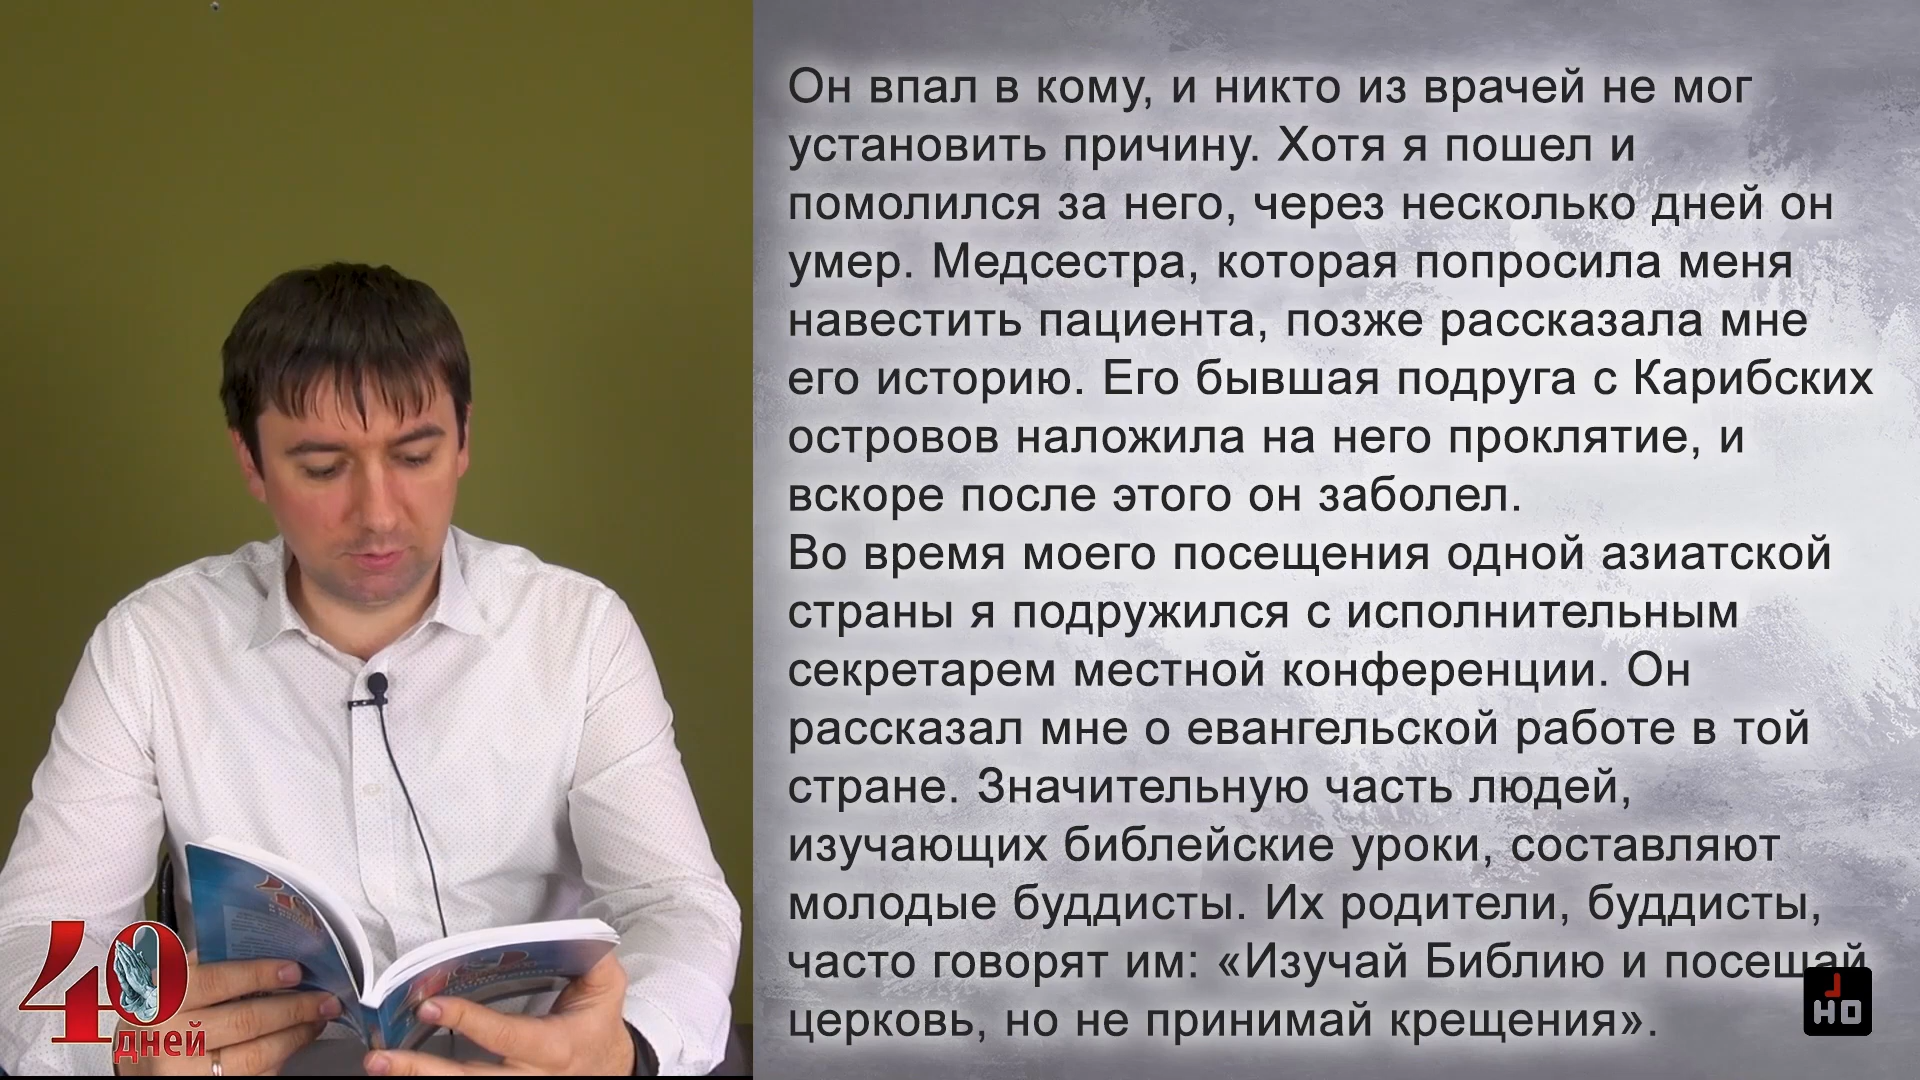 Он впал в кому, и никто из врачей не мог
установить причину. Хотя я пошел и
помолился за него, через несколько дней он
умер. Медсестра, которая попросила меня
навестить пациента, позже рассказала мне
его историю. Его бывшая подруга с Карибских
островов наложила на него проклятие, и
вскоре после этого он заболел.
Во время моего посещения одной азиатской
страны я подружился с исполнительным
секретарем местной конференции. Он
рассказал мне о евангельской работе в той
стране. Значительную часть людей,
изучающих библейские уроки, составляют
молодые буддисты. Их родители, буддисты,
часто говорят им: «Изучай Библию и посещай
церковь, но не принимай крещения».
40
дней
НО